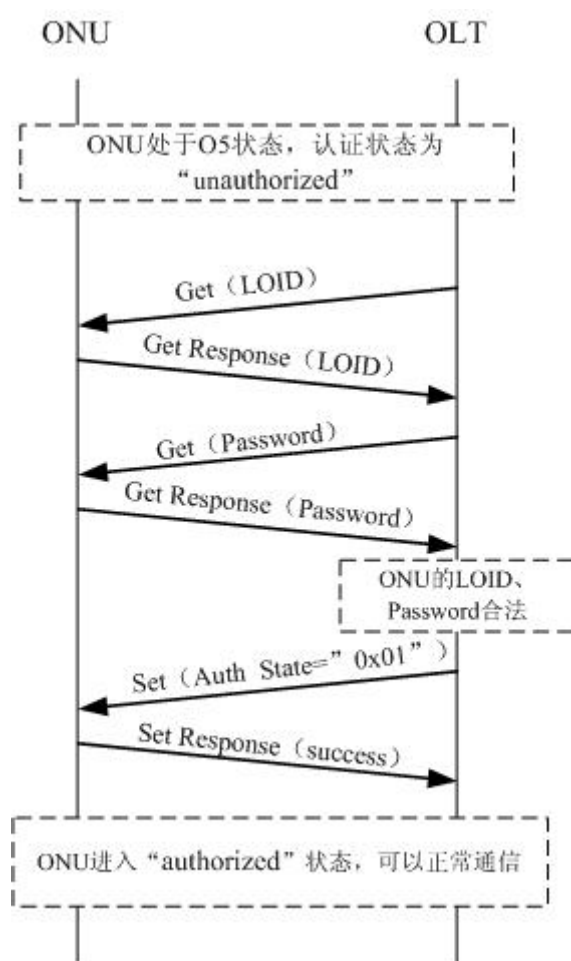 ONU OLT
ONU处于O5状态，认证状态为
“unauthorized”
Get（LOID）
Get Response（LOID）
Get（Password）
Get Response（Password）
ONU的LOID、
Password合法
Set（Auth State=”0x01”）
Set Response（success）
ONU进入“authorized”状态，可以正常通信